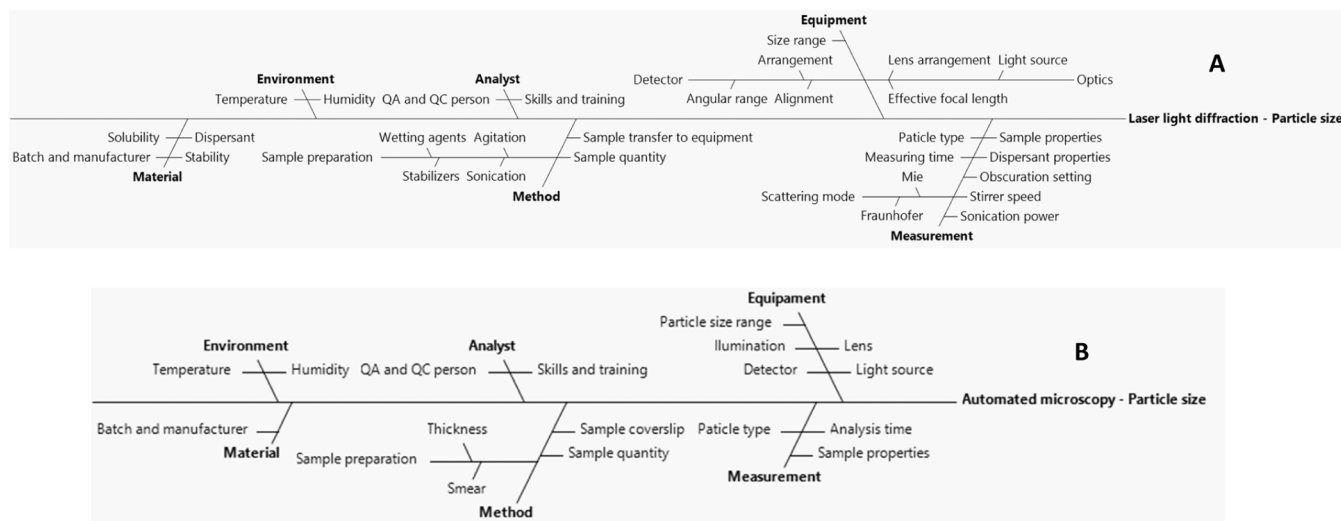 Equipment
Size range
Arrangement
Lens arrangement
Light source
A
Environment
Analyst
Detector
Optics
Temperature
Humidity
QA and QC person
Skills and training
Angular range
Alignment
Effective focal length
Laser light diffraction - Particle size
Solubility
Dispersant
Wetting agents
Agitation
Sample transfer to equipment
Paticle type
Sample properties
Batch and manufacturer
Stability
Sample preparation
Sample quantity
Measuring time
Dispersant properties
Material
Stabilizers
Sonication
Mie
Obscuration setting
Method
Scattering mode
Stirrer speed
Fraunhofer
Sonication power
Measurement
Equipament
Particle size range
Environment
Analyst
Ilumination
Lens
B
Temperature
Humidity
QA and QC person
Skills and training
Detector
Light source
Automated microscopy - Particle size
Batch and manufacturer
Thickness
Sample coverslip
Paticle type
Analysis time
Material
Sample preparation
Sample quantity
Sample properties
Measurement
Smear
Method